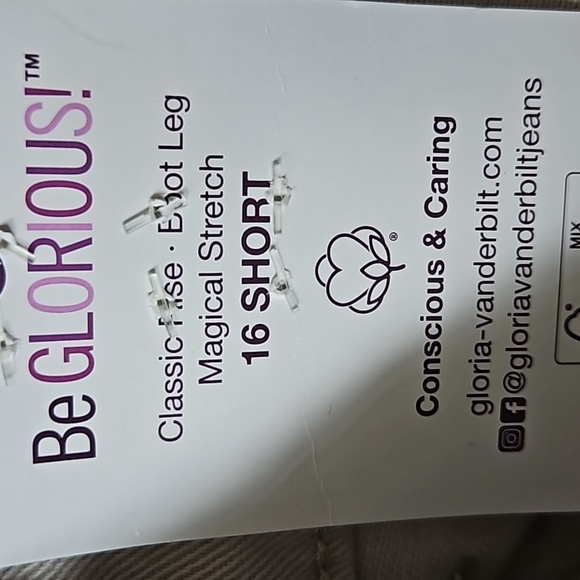 Be GLORIOUS!™
Classic Rise · Boot Leg
Magical Stretch
16 SHORT
®
Conscious & Caring
gloria-vanderbilt.com
@gloriavanderbiltjeans
MIX